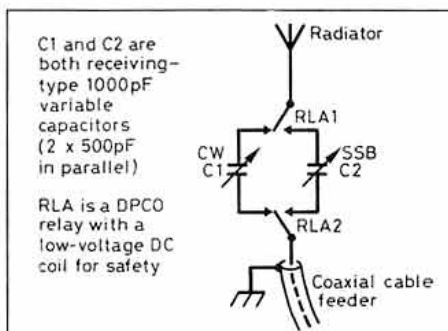 C1 and C2 are
both receiving-
type 1000pF
variable
capacitors
(2 x 500pF
in parallel)
RLA is a DPCO
relay with a
low-voltage DC
coil for safety
Radiator
RLA1
CW
C1
SSB
C2
RLA2
Coaxial cable
feeder